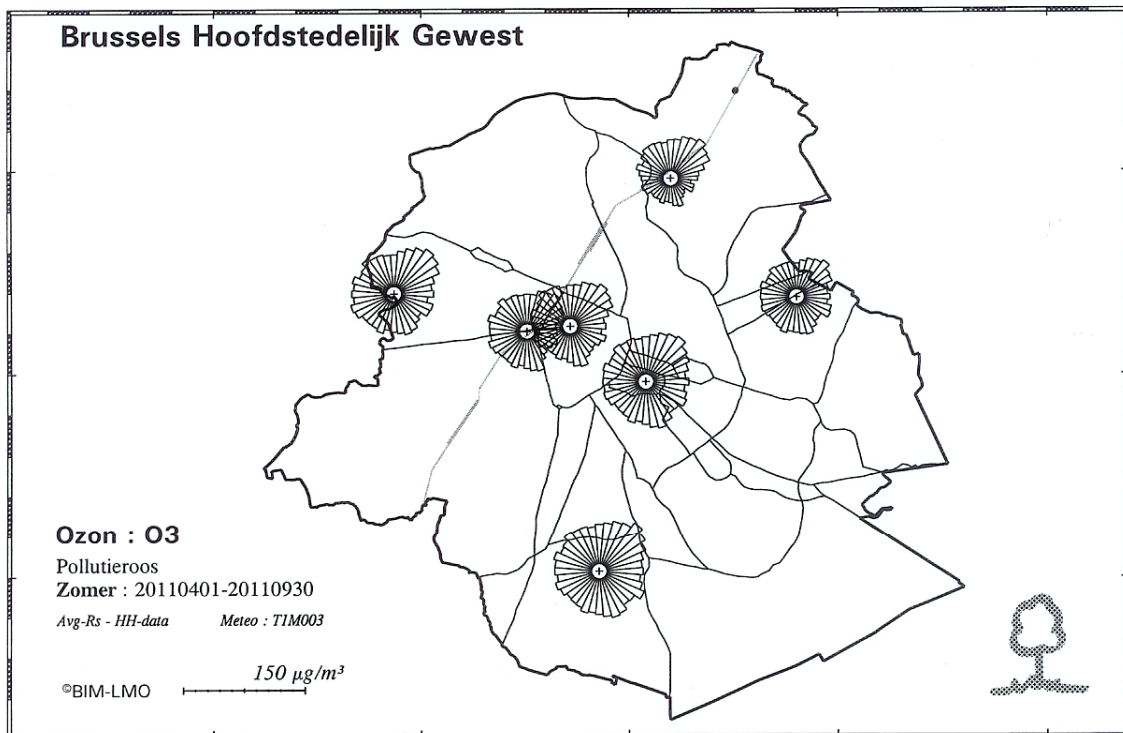 Brussels Hoofdstedelijk Gewest
Ozon : O3
Pollutieroos
Zomer : 20110401-20110930
Avg-Rs - HH-data Meteo : T1M003
150 µg/m³
©BIM-LMO